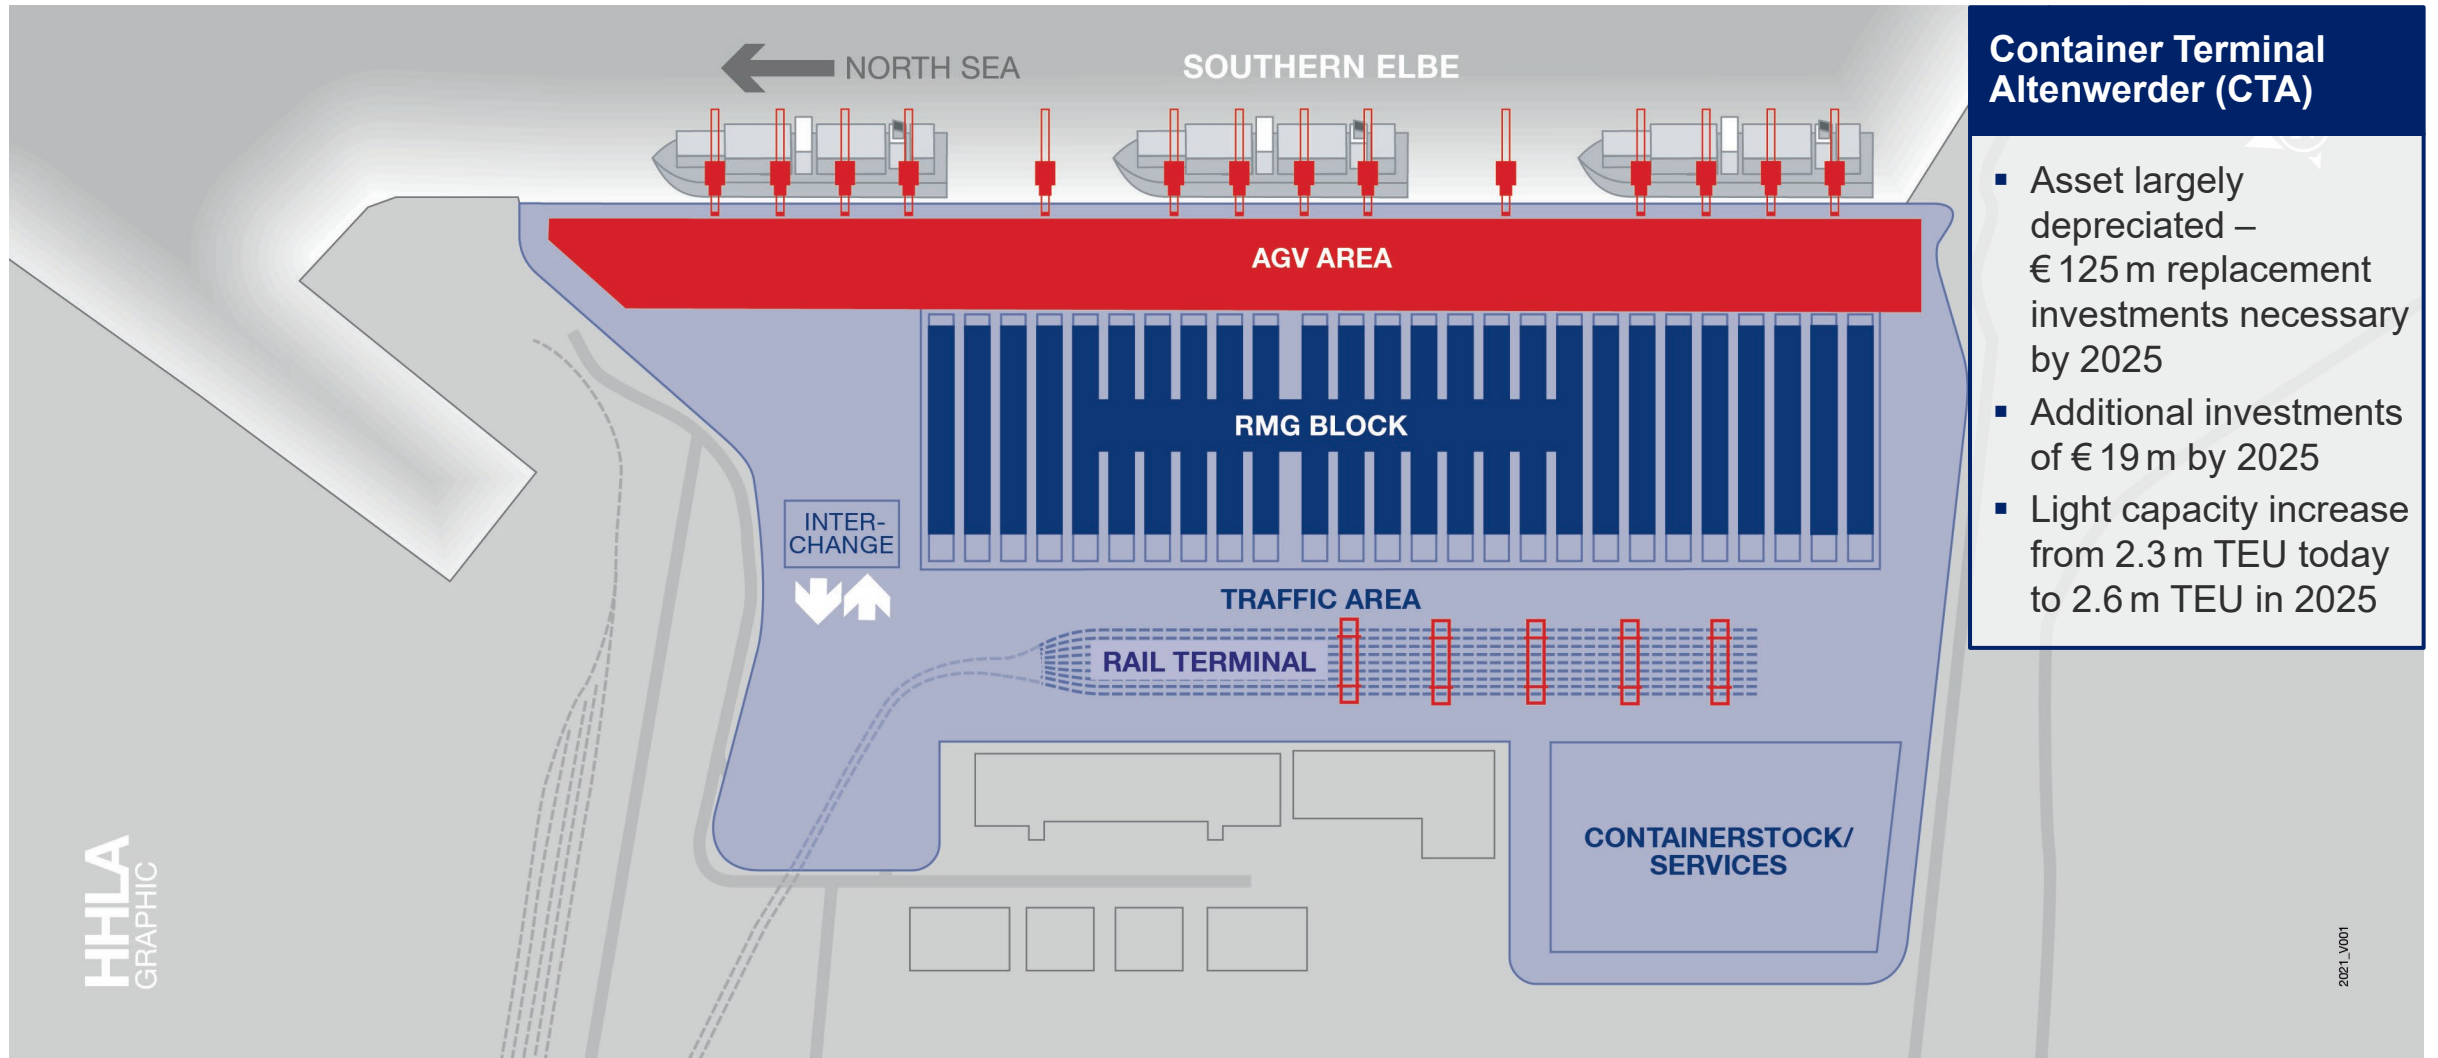 NORTH SEA
SOUTHERN ELBE
AGV AREA
RMG BLOCK
INTER-
CHANGE
TRAFFIC AREA
RAIL TERMINAL
CONTAINERSTOCK/
SERVICES
HHLA
GRAPHIC
2021_V001
Container Terminal
Altenwerder (CTA)
▪ Asset largely
depreciated –
€ 125 m replacement
investments necessary
by 2025
▪ Additional investments
of € 19 m by 2025
▪ Light capacity increase
from 2.3 m TEU today
to 2.6 m TEU in 2025